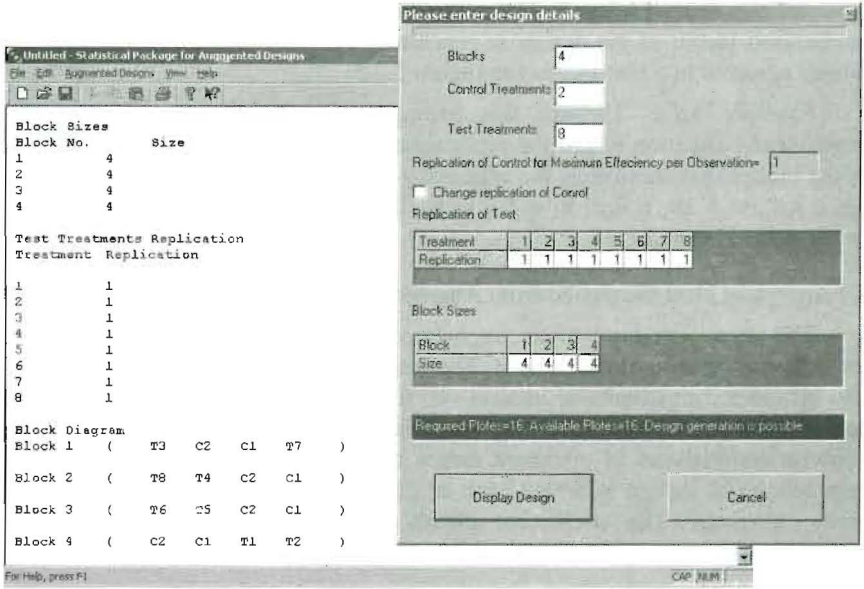 Untitled - Statistical Package for Augmented Designs
File Edit Augmented Designs View Help
Block Sizes
Block No. Size
1 4
2 4
3 4
4 4
Test Treatments Replication
Treatment Replication
1 1
2 1
3 1
4 1
5 1
6 1
7 1
8 1
Block Diagram
Block 1 ( T3 C2 C1 T7 )
Block 2 ( T8 T4 C2 C1 )
Block 3 ( T6 C2 C1 )
Block 4 ( C2 C1 T1 T2 )
For Help, press F1
CAP NUM
Please enter design details
Blocks 4
Control Treatments 2
Test Treatments 8
Replication of Control for Maximum Effeciency per Observation= 1
Change replication of Control
Replication of Test
Treatment 1 2 3 4 5 6 7 8
Replication 1 1 1 1 1 1 1 1
Block Sizes
Block 1 2 3 4
Size 4 4 4 4
Required Plotes=16, Available Plotes=16, Design generation is possible
Display Design
Cancel